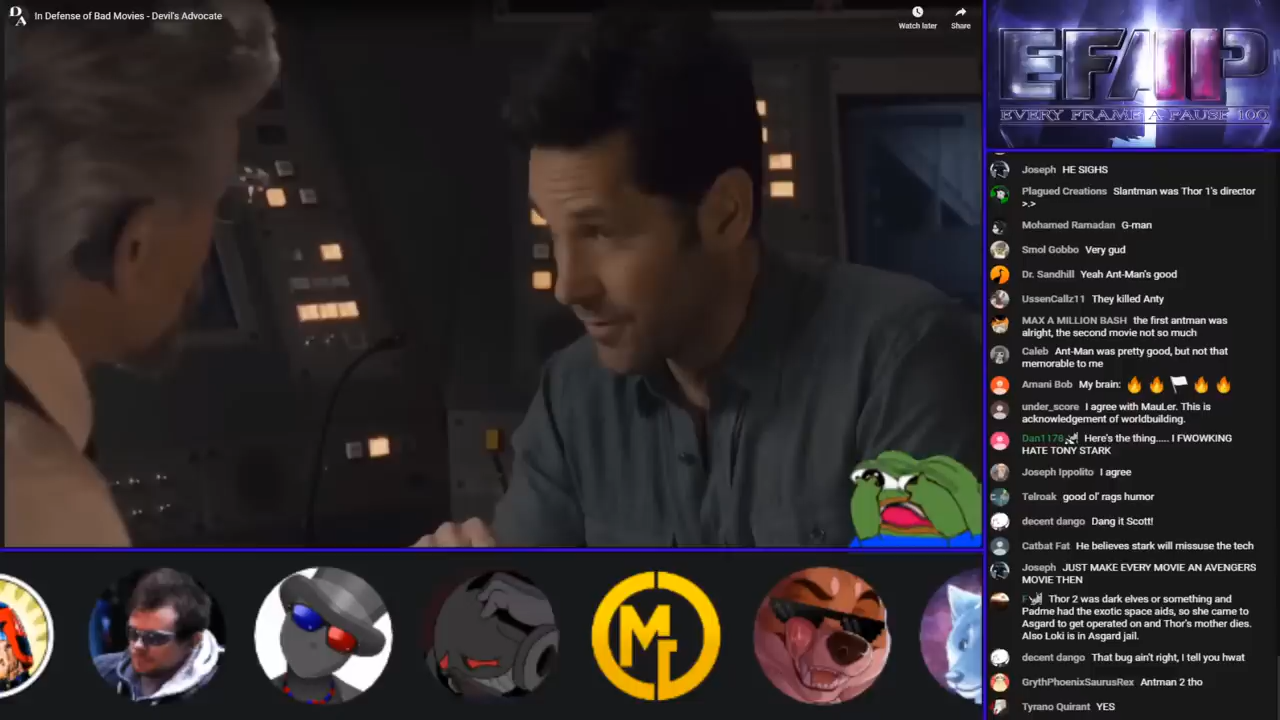 In Defense of Bad Movies - Devil's Advocate
Watch later
Share
EFAP
EVERY FRAME A PAUSE 100
Joseph HE SIGHS
Plagued Creations Slantman was Thor 1's director
>.>
Mohamed Ramadan G-man
Smol Gobbo Very gud
Dr. Sandhill Yeah Ant-Man's good
UssenCallz11 They killed Anty
MAX A MILLION BASH the first antman was
alright, the second movie not so much
Caleb Ant-Man was pretty good, but not that
memorable to me
Amani Bob My brain: 🔥 🔥 🏳 🔥 🔥
under_score I agree with MauLer. This is
acknowledgement of worldbuilding.
Dan1178 Here's the thing..... I FWOWKING
HATE TONY STARK
Joseph Ippolito I agree
Telroak good ol' rags humor
decent dango Dang it Scott!
Catbat Fat He believes stark will missuse the tech
Joseph JUST MAKE EVERY MOVIE AN AVENGERS
MOVIE THEN
Thor 2 was dark elves or something and
Padme had the exotic space aids, so she came to
Asgard to get operated on and Thor's mother dies.
Also Loki is in Asgard jail.
decent dango That bug ain't right, I tell you hwat
GrythPhoenixSaurusRex Antman 2 tho
Tyrano Quirant YES